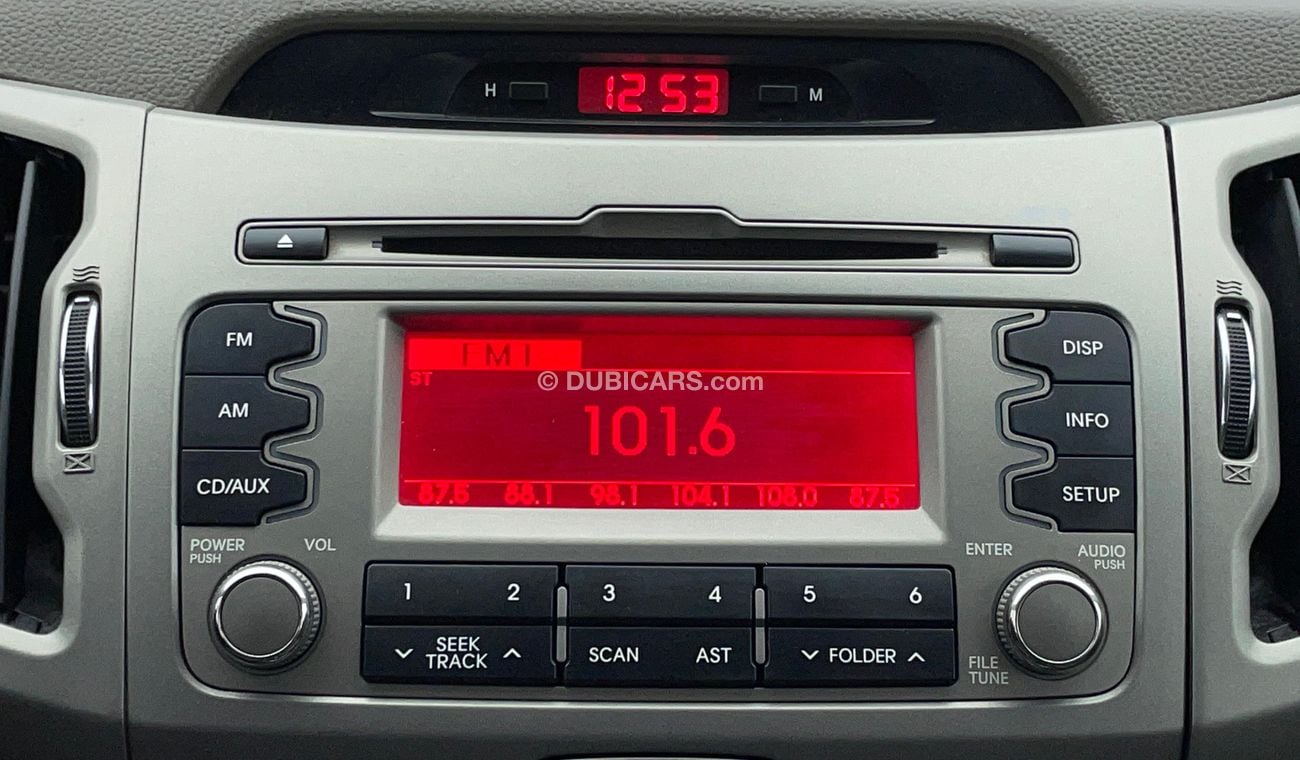 H 12 53 M
FM
AM
CD/AUX
FM1
ST
© DUBICARS.com
101.6
87.5 88.1 98.1 104.1 108.0 87.5
DISP
INFO
SETUP
POWER
PUSH
VOL
1 2 3 4 5 6
SEEK
TRACK
SCAN
AST
FOLDER
ENTER
AUDIO
PUSH
FILE
TUNE